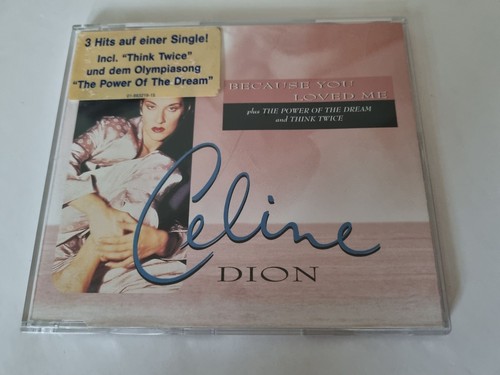 3 Hits auf einer Single!
Incl. "Think Twice"
und dem Olympiasong
"The Power Of The Dream"
BECAUSE YOU
LOVED ME
plus THE POWER OF THE DREAM
and THINK TWICE
Celine
DION